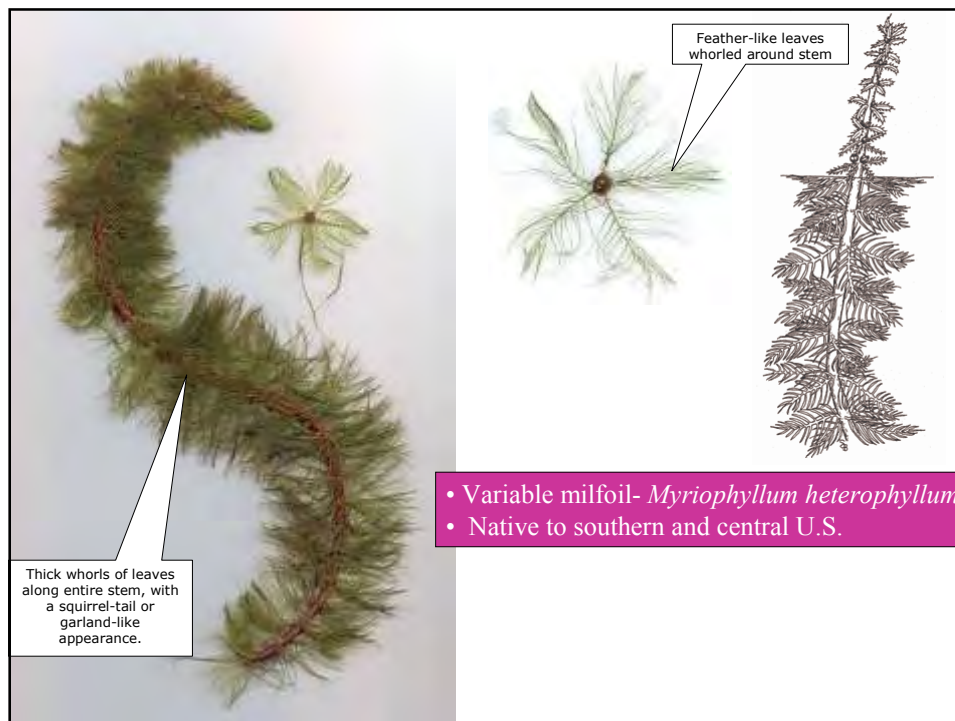 Feather-like leaves
whorled around stem
• Variable milfoil- Myriophyllum heterophyllum
• Native to southern and central U.S.
Thick whorls of leaves
along entire stem, with
a squirrel-tail or
garland-like
appearance.